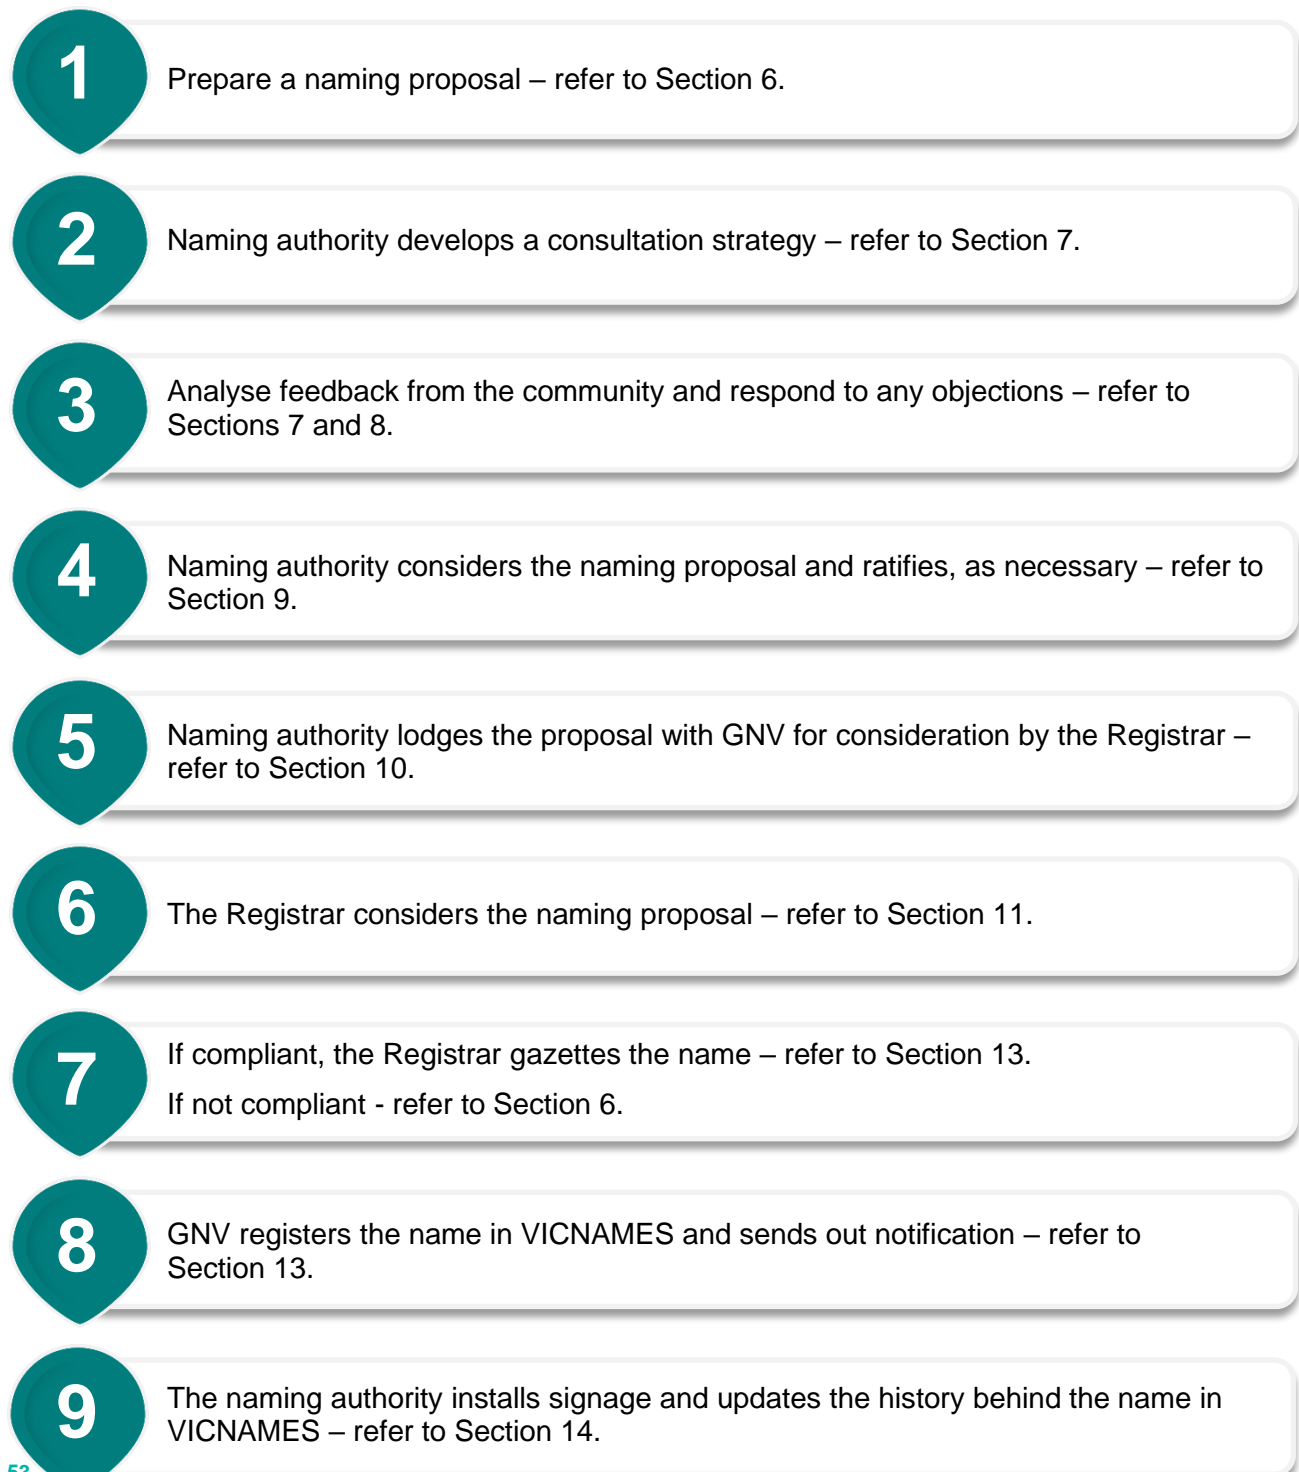 1
Prepare a naming proposal – refer to Section 6.
2
Naming authority develops a consultation strategy – refer to Section 7.
3
Analyse feedback from the community and respond to any objections – refer to
Sections 7 and 8.
4
Naming authority considers the naming proposal and ratifies, as necessary – refer to
Section 9.
5
Naming authority lodges the proposal with GNV for consideration by the Registrar –
refer to Section 10.
6
The Registrar considers the naming proposal – refer to Section 11.
7
If compliant, the Registrar gazettes the name – refer to Section 13.
If not compliant - refer to Section 6.
8
GNV registers the name in VICNAMES and sends out notification – refer to
Section 13.
9
The naming authority installs signage and updates the history behind the name in
VICNAMES – refer to Section 14.